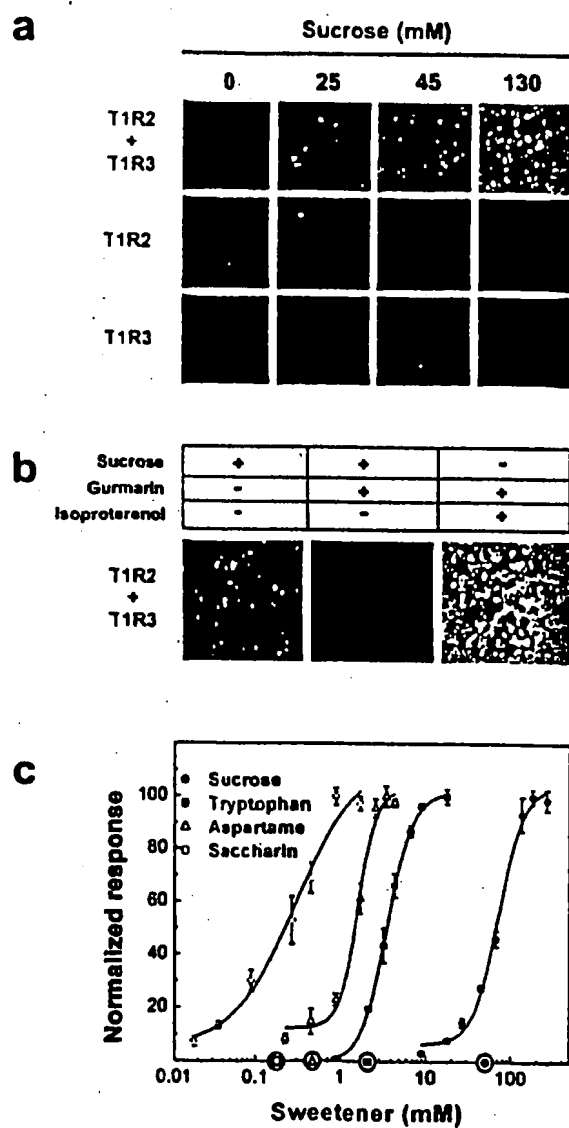 a
Sucrose (mM)
0 25 45 130
T1R2
+
T1R3
T1R2
T1R3
b
Sucrose + + -
Gurmarin - + +
Isoproterenol - - +
T1R2
+
T1R3
c
Normalized response
100
80
60
40
20
Sucrose
Tryptophan
Aspartame
Saccharin
0.01 0.1 1 10 100
Sweetener (mM)